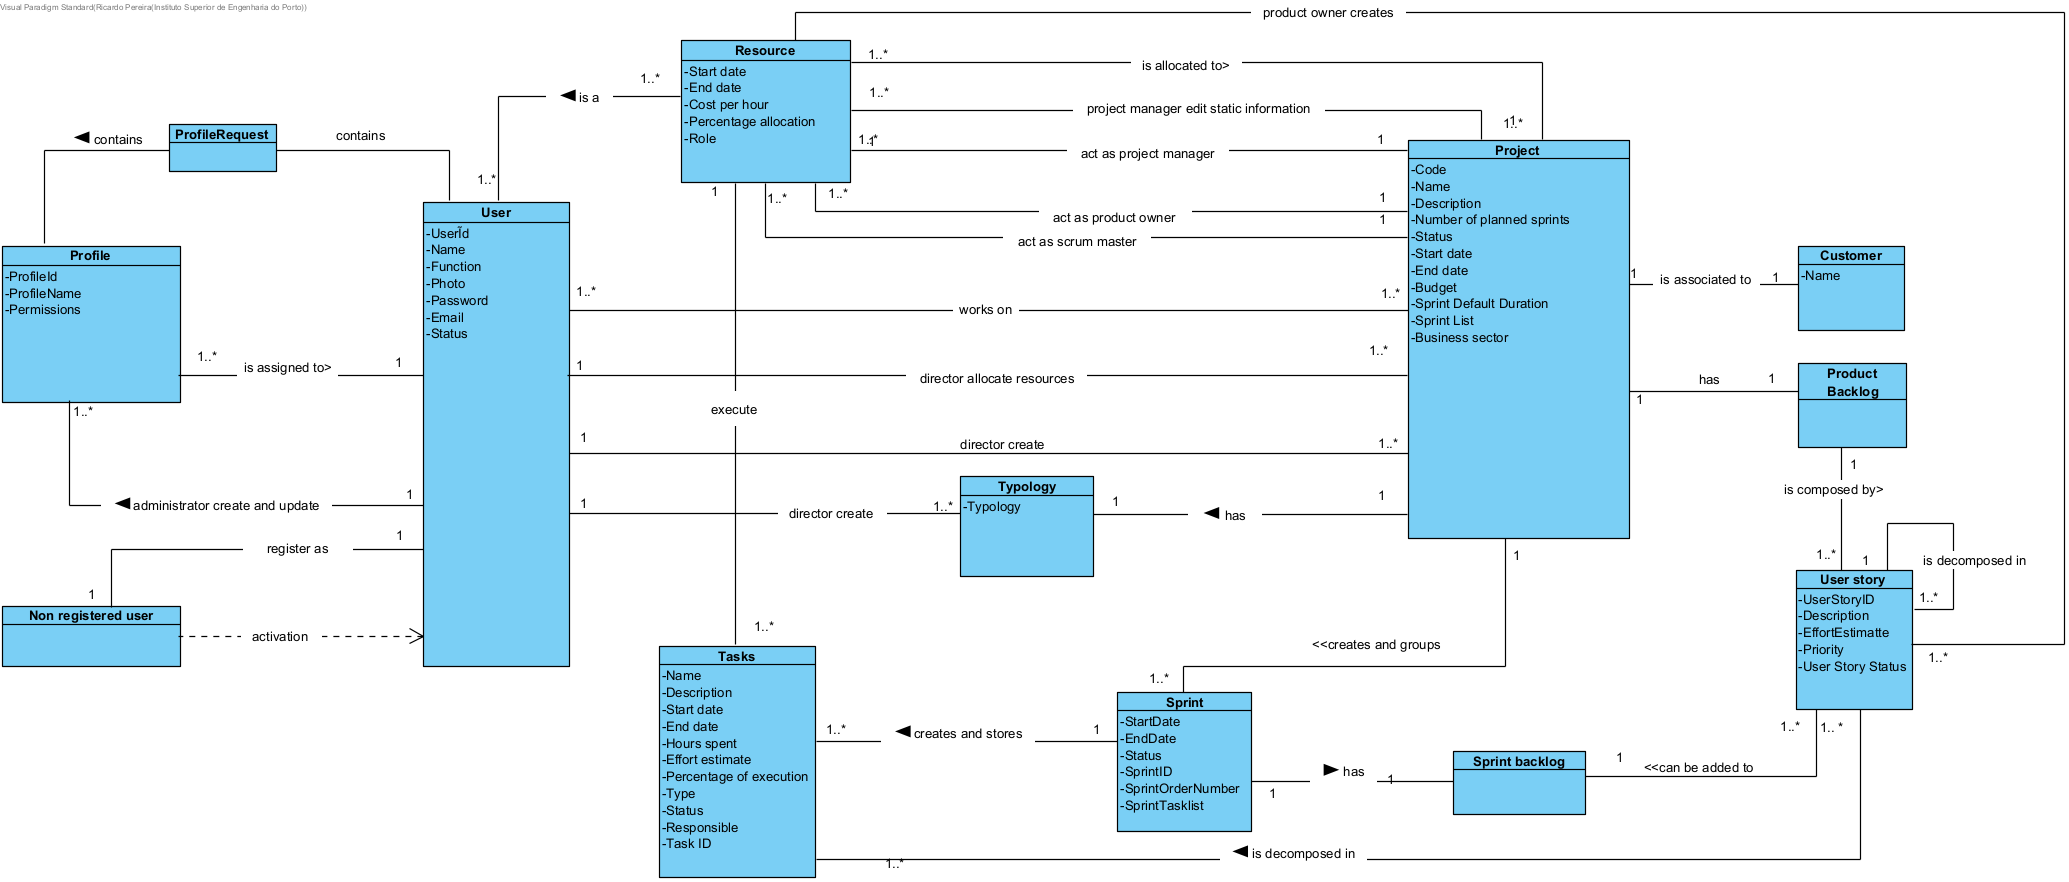 Visual Paradigm Standard(Ricardo Pereira(Instituto Superior de Engenharia do Porto))
product owner creates
Resource
-Start date
-End date
-Cost per hour
-Percentage allocation
-Role
1..*
is allocated to>
1..*
project manager edit static information
1..*
1
1..*
1
act as project manager
1
1..*
◄ is a
1..*
ProfileRequest
◄ contains
contains
User
-UserId
-Name
-Function
-Photo
-Password
-Email
-Status
Profile
-ProfileId
-ProfileName
-Permissions
1
1..*
1..*
act as product owner
1
act as scrum master
1
Project
-Code
-Name
-Description
-Number of planned sprints
-Status
-Start date
-End date
-Budget
-Sprint Default Duration
-Sprint List
-Business sector
Customer
-Name
1
is associated to
1
1..*
works on
1..*
1..*
is assigned to>
1
1
director allocate resources
1..*
Product
Backlog
has
1
1
1..*
execute
1
director create
1..*
1
is composed by>
Typology
-Typology
◄ administrator create and update
1
1
director create
1..*
1
◄ has
1
register as
1
1
Non registered user
activation
1
1..*
1
is decomposed in
1..*
User story
-UserStoryID
-Description
-EffortEstimatte
-Priority
-User Story Status
1..*
1..*
Tasks
-Name
-Description
-Start date
-End date
-Hours spent
-Effort estimate
-Percentage of execution
-Type
-Status
-Responsible
-Task ID
<<creates and groups
1..*
Sprint
-StartDate
-EndDate
-Status
-SprintID
-SprintOrderNumber
-SprintTasklist
1..*
◄ creates and stores
1
1..*
1..*
Sprint backlog
1
► has
1
1
<<can be added to
1..*
◄ is decomposed in